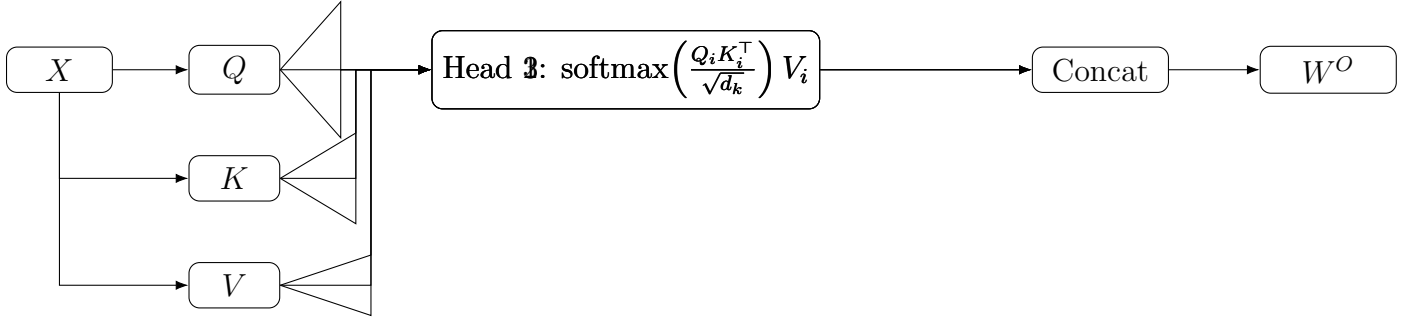 X
Q
Head : softmax(Q_i K_i^⊤ / √d_k) V_i
Concat
W^O
K
V